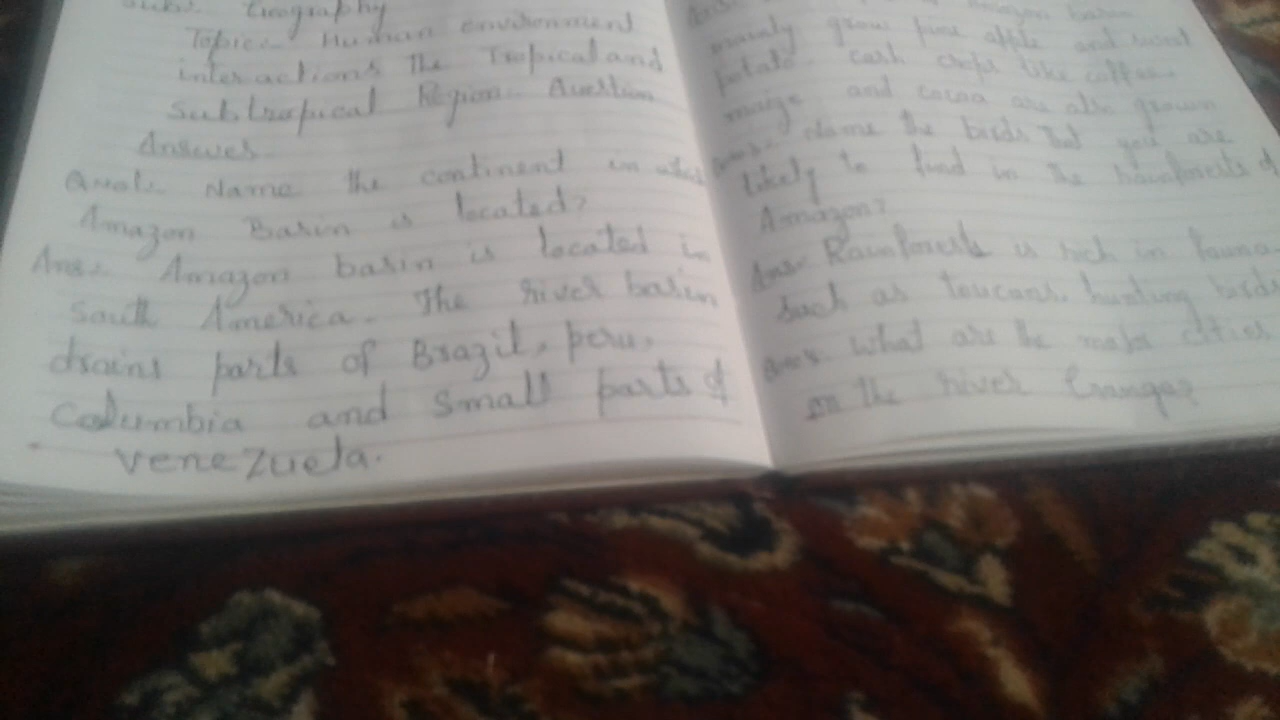 Geography
Topic:- Human environment
interactions The Tropical and
Subtropical Region. Question
Answer
Ques:. Name the continent in
Amazon Basin is located?
Ans:. Amazon basin is located in
South America. The river basin
drains parts of Brazil, peru,
Columbia and small parts of
Venezuela.
basin
mainly grow pine apple and sweet
potato cash crops like coffee
maize and cocoa are also grown
Name the birds that you are
likely to find in the Rainforests of
Amazon?
Ans. Rainforests is rich in fauna
such as toucans, hunting birds
What are the major cities
on the river Ganga?